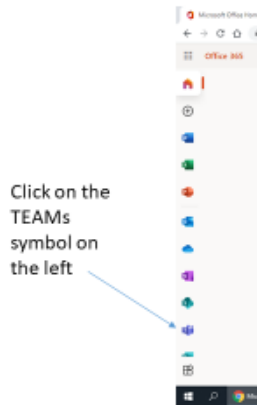 Microsoft Office Hom
Office 365
Click on the
TEAMs
symbol on
the left